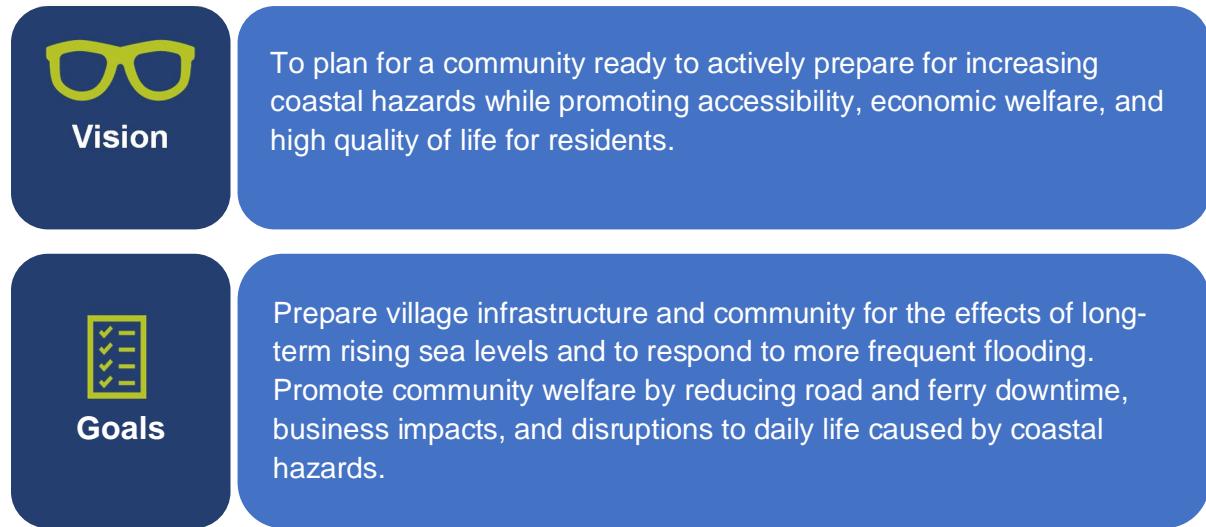 Vision
To plan for a community ready to actively prepare for increasing
coastal hazards while promoting accessibility, economic welfare, and
high quality of life for residents.
Goals
Prepare village infrastructure and community for the effects of long-
term rising sea levels and to respond to more frequent flooding.
Promote community welfare by reducing road and ferry downtime,
business impacts, and disruptions to daily life caused by coastal
hazards.